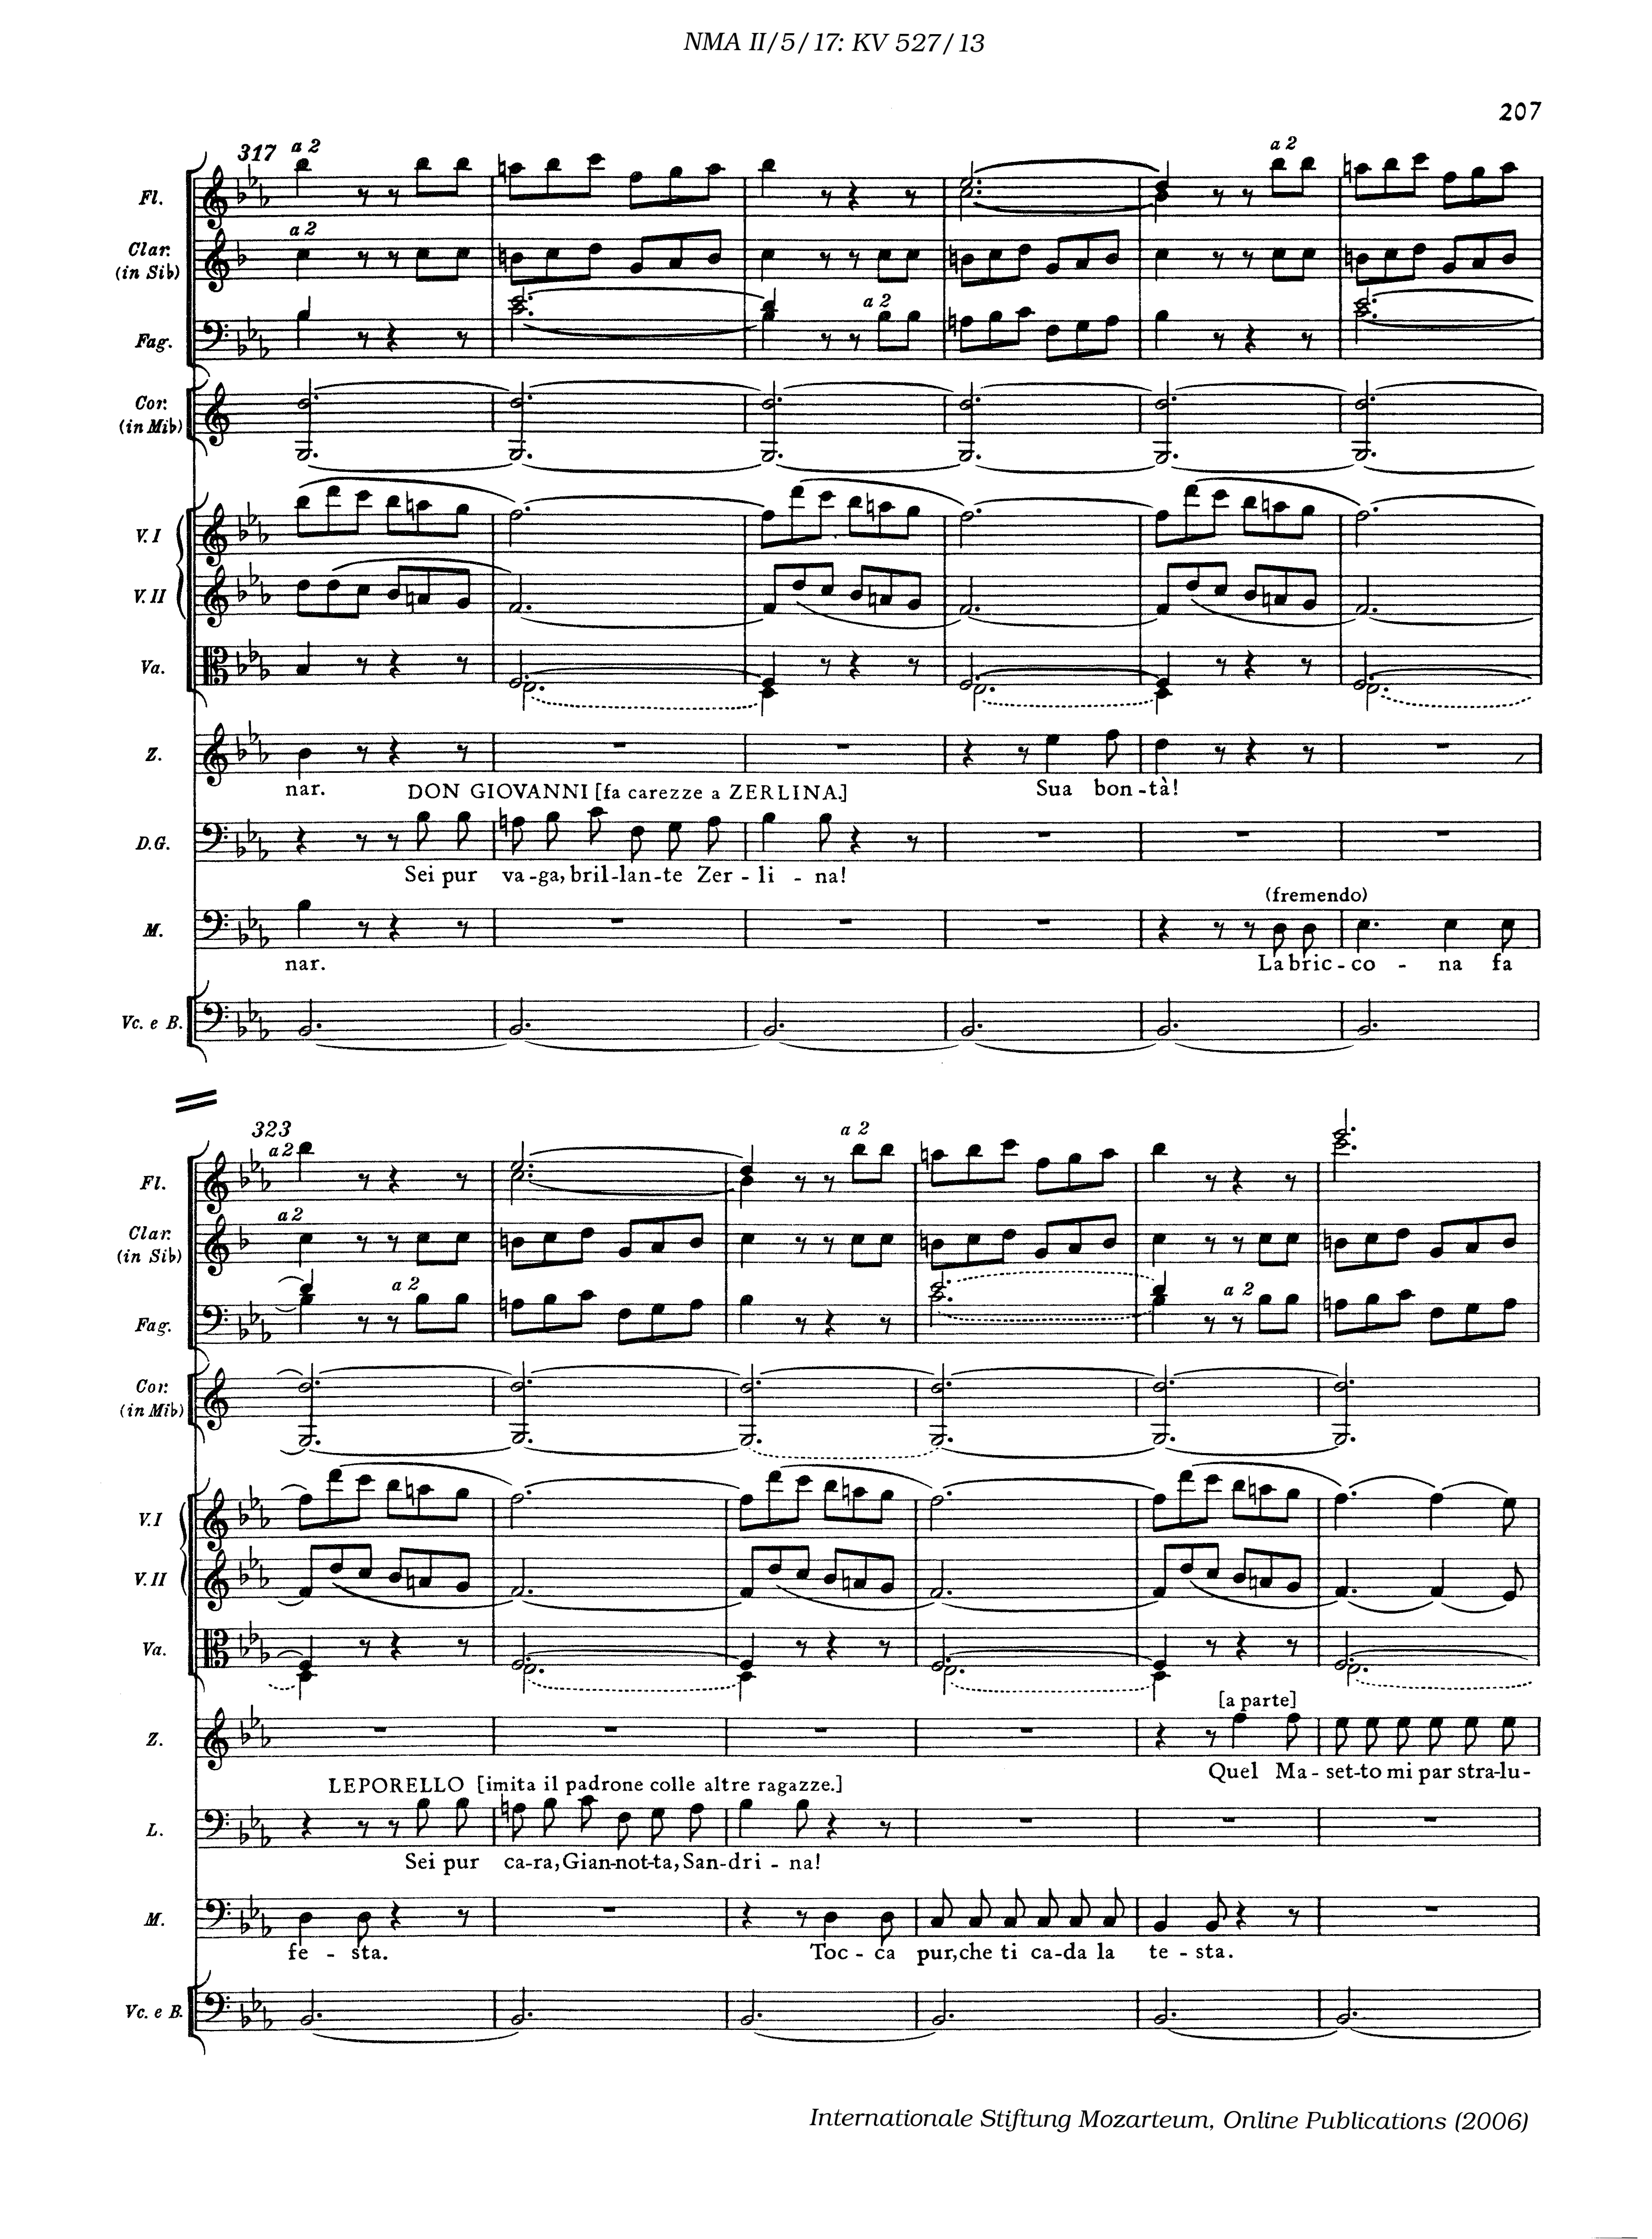 NMA II/5/17: KV 527/13
207
317
a 2
a 2
Fl.
a 2
Clar.
(in Sib)
a 2
Fag.
Cor.
(in Mib)
V. I
V. II
Va.
Z.
nar. Sua bon-tà!
DON GIOVANNI [fa carezze a ZERLINA.]
D.G.
Sei pur va-ga, bril-lan-te Zer-li-na!
(fremendo)
M.
nar. La bric-co-na fa
Vc. e B.
323
a 2
a 2
Fl.
a 2
Clar.
(in Sib)
a 2
a 2
Fag.
Cor.
(in Mib)
V. I
V. II
Va.
[a parte]
Z.
Quel Ma-set-to mi par stra-lu-
LEPORELLO [imita il padrone colle altre ragazze.]
L.
Sei pur ca-ra, Gian-not-ta, San-dri-na!
M.
fe-sta. Toc-ca pur, che ti ca-da la te-sta.
Vc. e B.
Internationale Stiftung Mozarteum, Online Publications (2006)